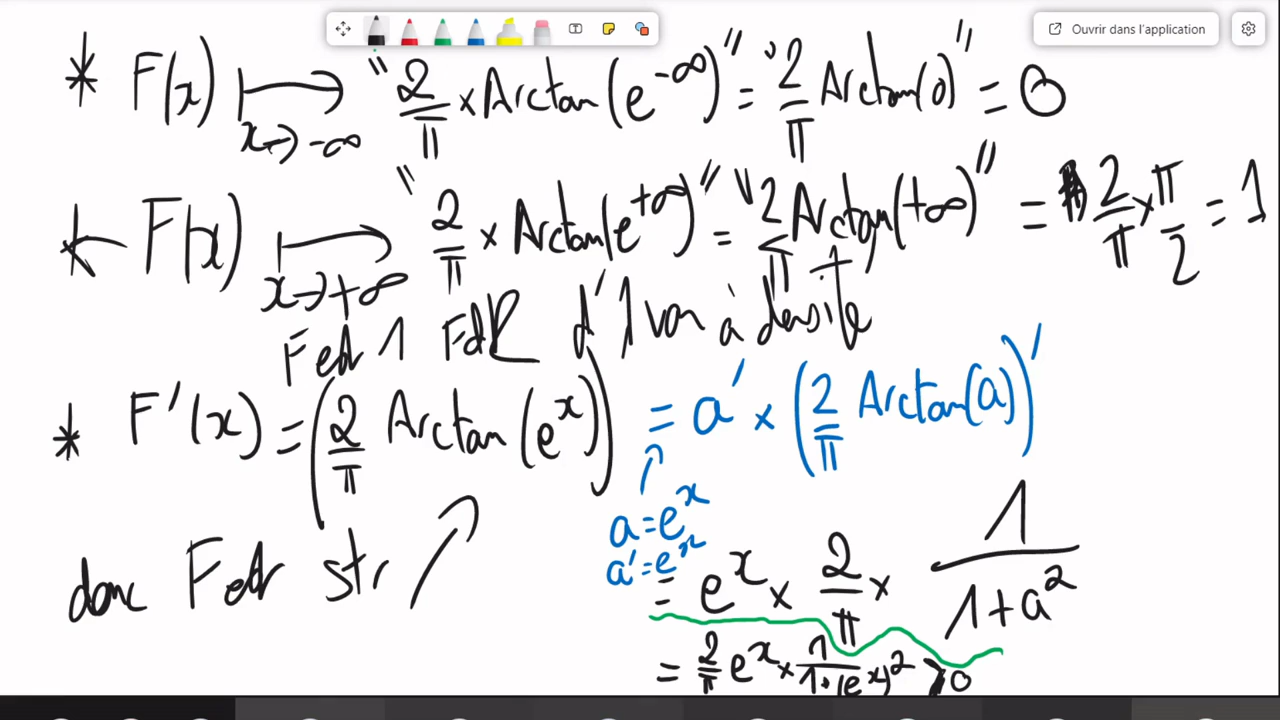 Ouvrir dans l'application
* F(x) ⟼ x→-∞ " 2/π × Arctan(e^-∞) " = " 2/π Arctan(0) " = 0
* F(x) ⟼ x→+∞ " 2/π × Arctan(e^+∞) " = " 2/π Arctan(+∞) " = 2/π × π/2 = 1
F est 1 FdR d'1 var à densité
* F'(x) = (2/π Arctan(e^x))' = a' × (2/π Arctan(a))'
a = e^x
a' = e^x
donc F est str ↗ = e^x × 2/π × 1/(1+a²)
= 2/π e^x × 1/(1+(e^x)²) > 0